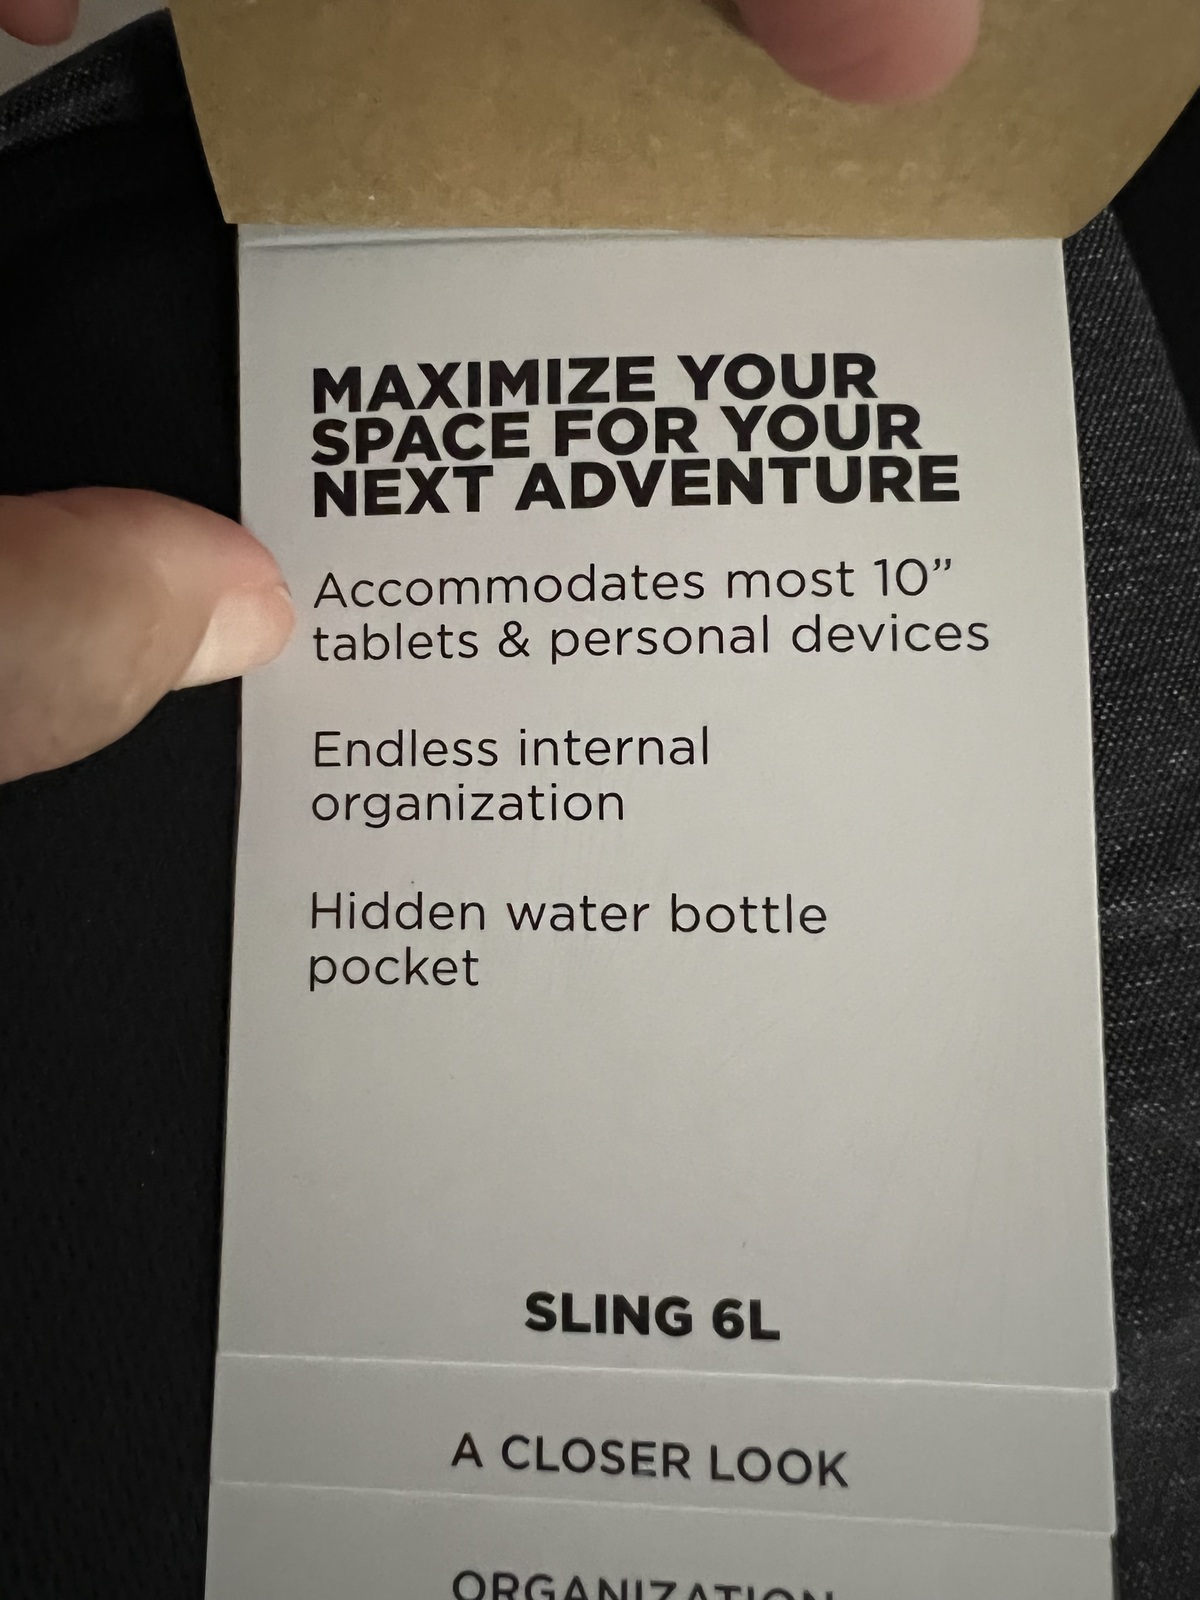 MAXIMIZE YOUR
SPACE FOR YOUR
NEXT ADVENTURE
Accommodates most 10”
tablets & personal devices
Endless internal
organization
Hidden water bottle
pocket
SLING 6L
A CLOSER LOOK
ORGANIZATION